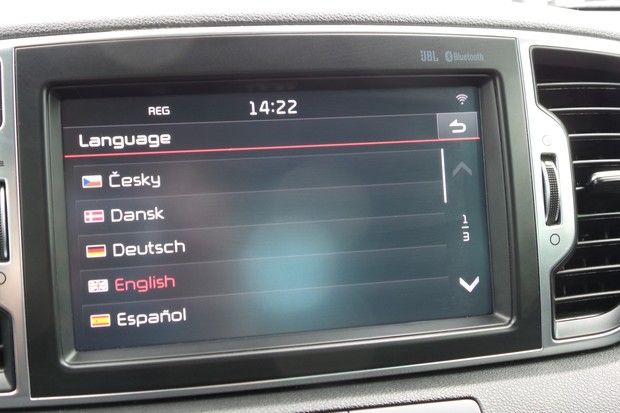 JBL Bluetooth
REG 14:22
Language
Česky
Dansk
1
3
Deutsch
English
Español